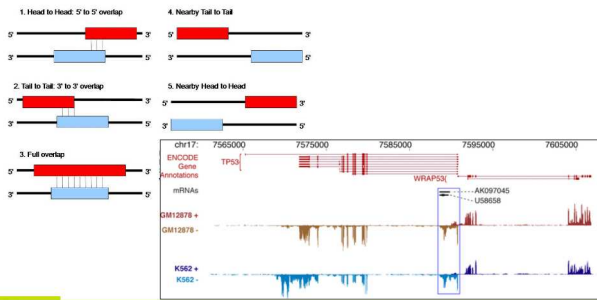 1. Head to Head: 5' to 5' overlap
5' 3'
3' 5'
2. Tail to Tail: 3' to 3' overlap
5' 3'
3' 5'
3. Full overlap
5' 3'
3' 5'
4. Nearby Tail to Tail
5' 3'
3' 5'
5. Nearby Head to Head
5' 3'
3' 5'
chr17: 7565000 7575000 7585000 7595000 7605000
ENCODE
Gene
Annotations
TP53
WRAP53
mRNAs
AK097045
U58658
GM12878 +
GM12878 -
K562 +
K562 -